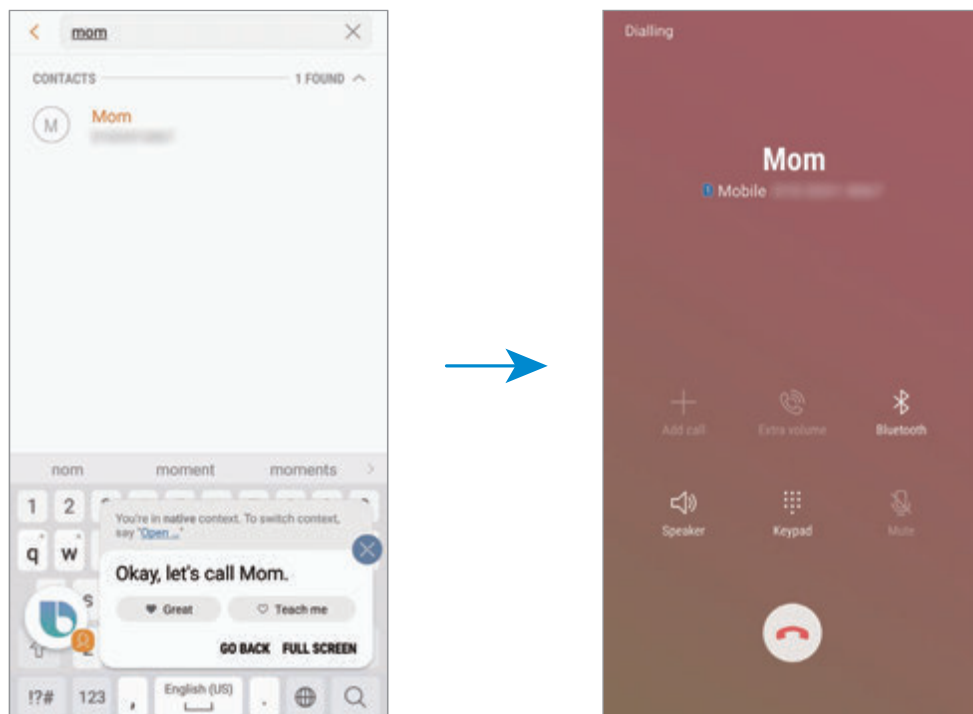 mom
CONTACTS 1 FOUND
M Mom
nom moment moments
1 2
You're in native context. To switch context,
say "Open ..."
q w
Okay, let's call Mom.
s
Great Teach me
GO BACK FULL SCREEN
!?# 123 , English (US) .
Dialling
Mom
Mobile
Add call Extra volume Bluetooth
Speaker Keypad Mute